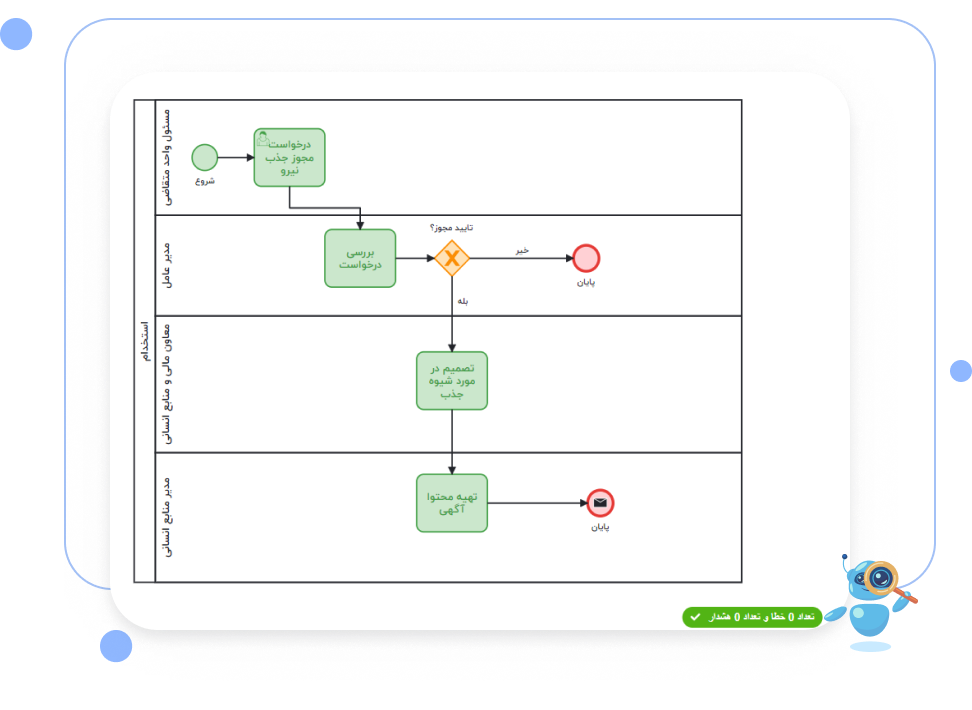 استخدام
مسئول واحد متقاضی
شروع
درخواست
مجوز جذب
نیرو
مدیر عامل
بررسی
درخواست
تایید مجوز؟
خیر
پایان
بله
معاون مالی و منابع انسانی
تصمیم در
مورد شیوه
جذب
مدیر منابع انسانی
تهیه محتوا
آگهی
پایان
تعداد 0 خطا و تعداد 0 هشدار